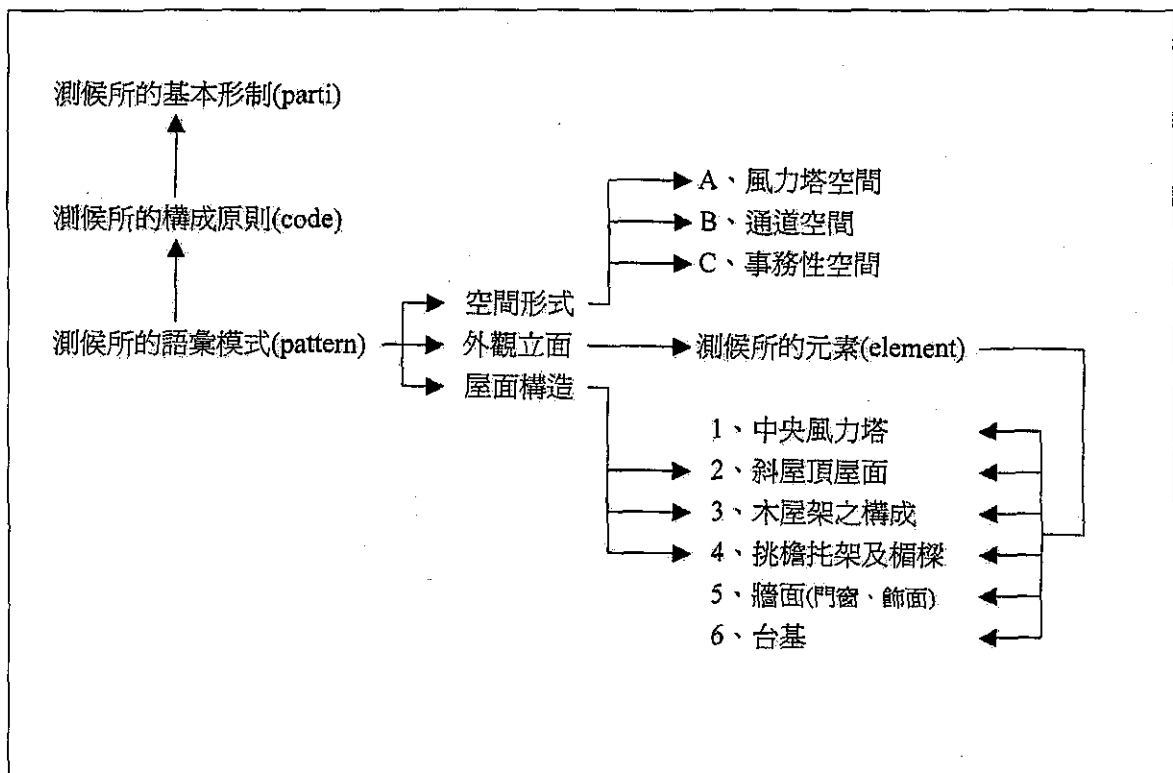 測候所的基本形制(parti)
測候所的構成原則(code)
測候所的語彙模式(pattern)
空間形式
外觀立面
屋面構造
A、風力塔空間
B、通道空間
C、事務性空間
測候所的元素(element)
1、中央風力塔
2、斜屋頂屋面
3、木屋架之構成
4、挑檐托架及楣樑
5、牆面(門窗、飾面)
6、台基